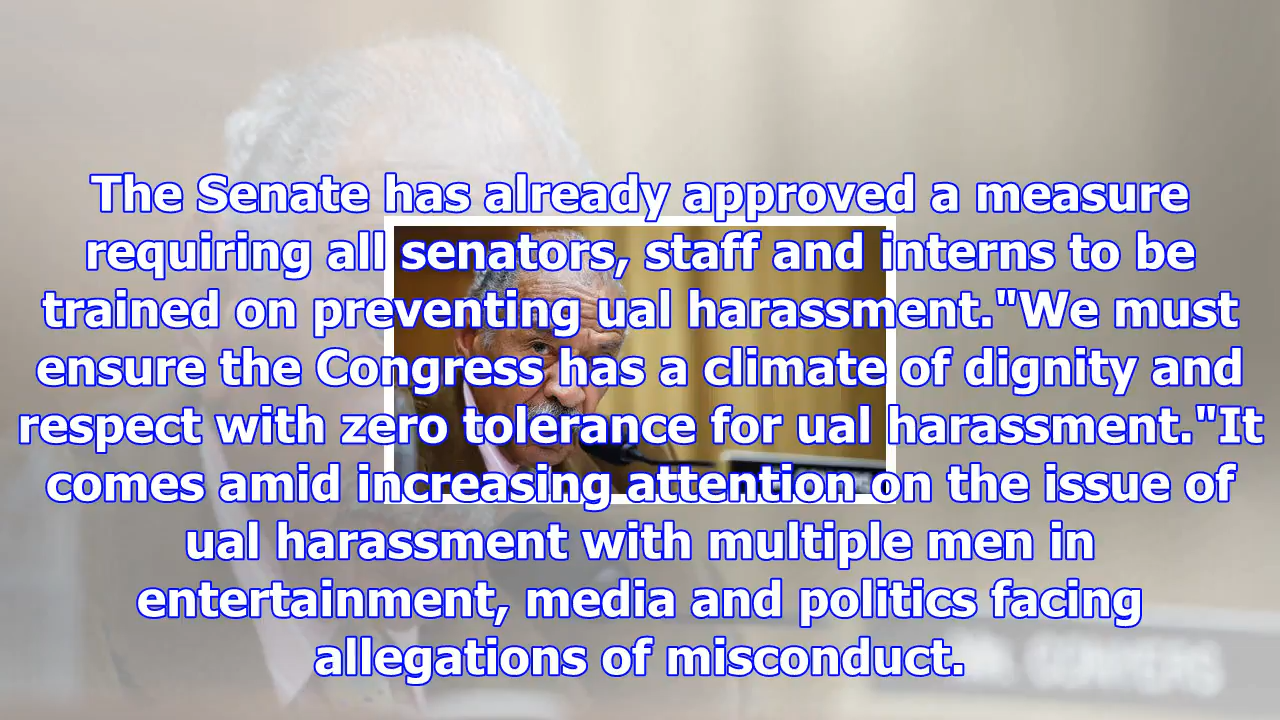 The Senate has already approved a measure
requiring all senators, staff and interns to be
trained on preventing ual harassment."We must
ensure the Congress has a climate of dignity and
respect with zero tolerance for ual harassment."It
comes amid increasing attention on the issue of
ual harassment with multiple men in
entertainment, media and politics facing
allegations of misconduct.